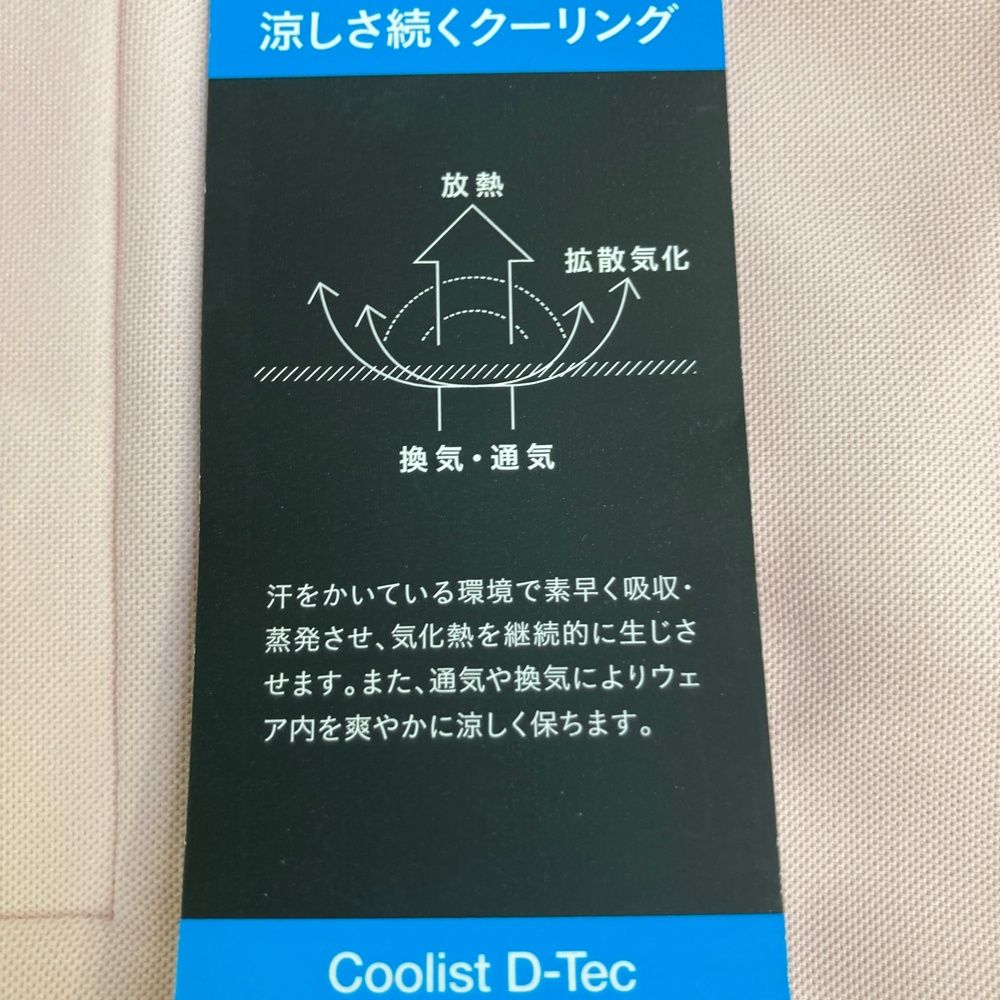 涼しさ続くクーリング
放熱
拡散気化
換気・通気
汗をかいている環境で素早く吸収・
蒸発させ、気化熱を継続的に生じさ
せます。また、通気や換気によりウェ
ア内を爽やかに涼しく保ちます。
Coolist D-Tec